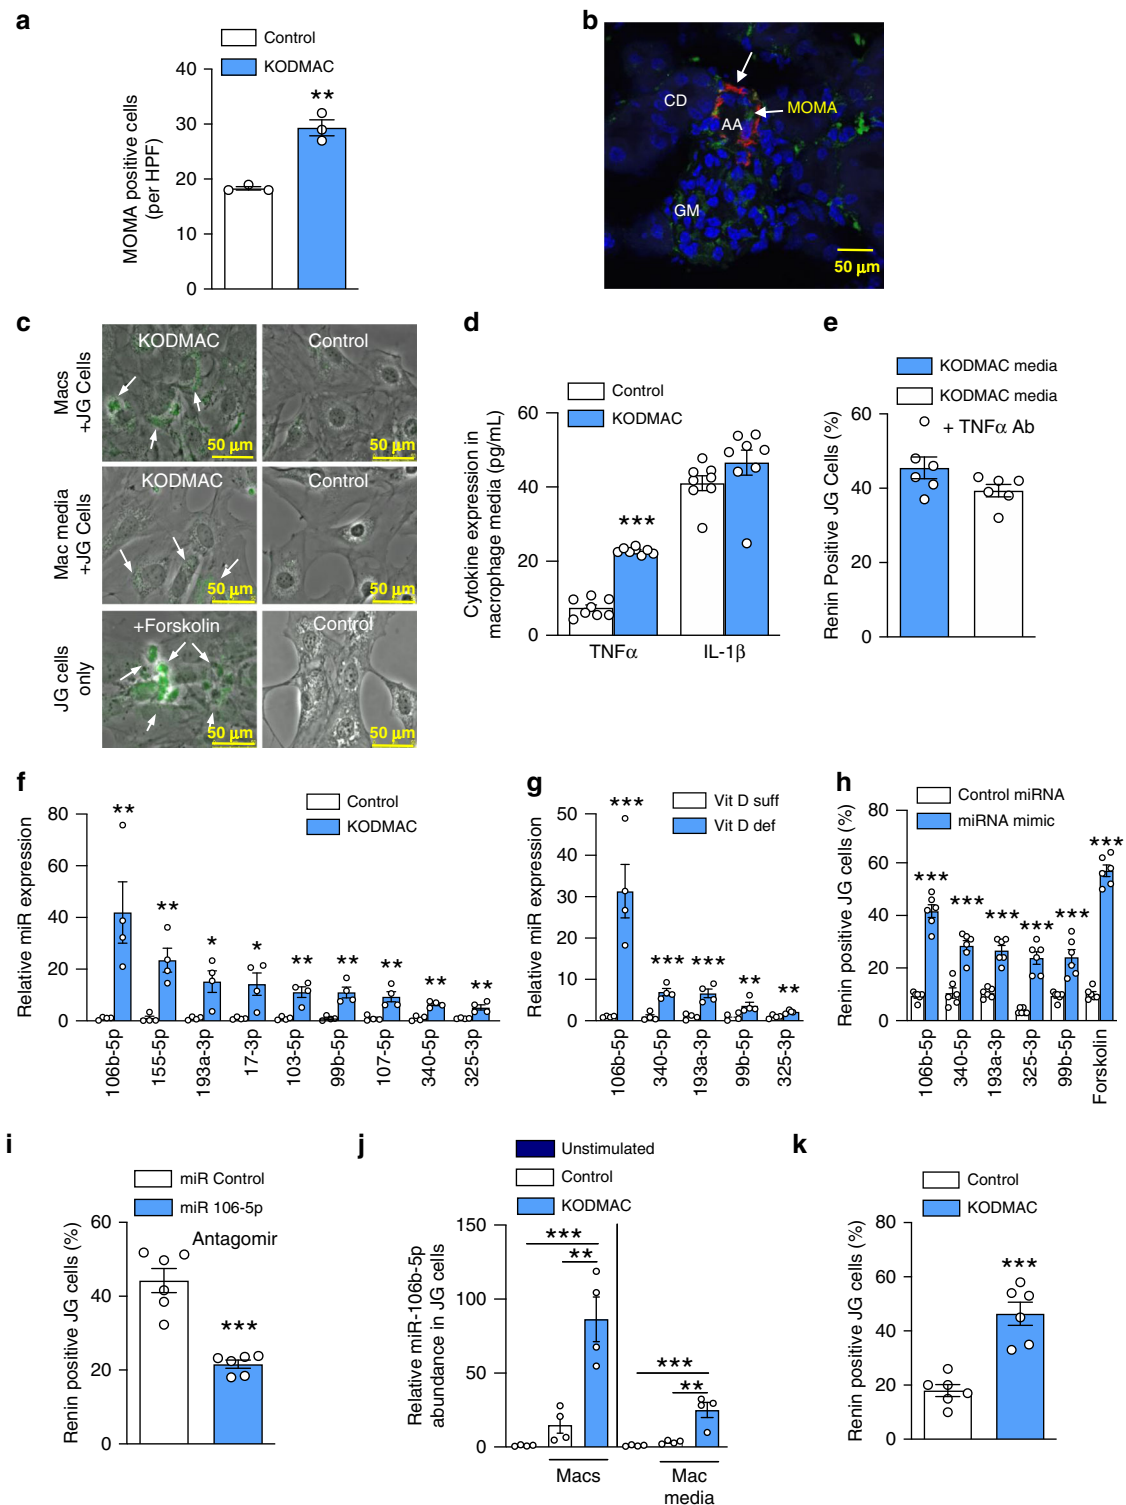 a
Control
KODMAC
40
30
20
10
0
MOMA positive cells
(per HPF)
**
b
CD
AA
MOMA
GM
50 μm
c
Macs
+JG Cells
KODMAC
Control
50 μm
50 μm
Mac media
+JG Cells
KODMAC
Control
50 μm
50 μm
JG cells
only
+Forskolin
Control
50 μm
50 μm
d
Control
KODMAC
Cytokine expression in
macrophage media (pg/mL)
60
40
20
0
***
TNFα
IL-1β
e
KODMAC media
KODMAC media
+ TNFα Ab
Renin Positive JG Cells (%)
60
40
20
0
f
Control
KODMAC
Relative miR expression
80
60
40
20
0
**
**
*
*
**
**
**
**
**
106b-5p
155-5p
193a-3p
17-3p
103-5p
99b-5p
107-5p
340-5p
325-3p
g
Vit D suff
Vit D def
Relative miR expression
50
40
30
20
10
0
***
***
***
**
**
106b-5p
340-5p
193a-3p
99b-5p
325-3p
h
Control miRNA
miRNA mimic
Renin positive JG cells (%)
80
60
40
20
0
***
***
***
***
***
***
106b-5p
340-5p
193a-3p
325-3p
99b-5p
Forskolin
i
miR Control
miR 106-5p
Antagomir
Renin positive JG cells (%)
60
40
20
0
***
j
Unstimulated
Control
KODMAC
Relative miR-106b-5p
abundance in JG cells
150
100
50
0
***
**
***
**
Macs
Mac
media
k
Control
KODMAC
Renin positive JG cells (%)
80
60
40
20
0
***